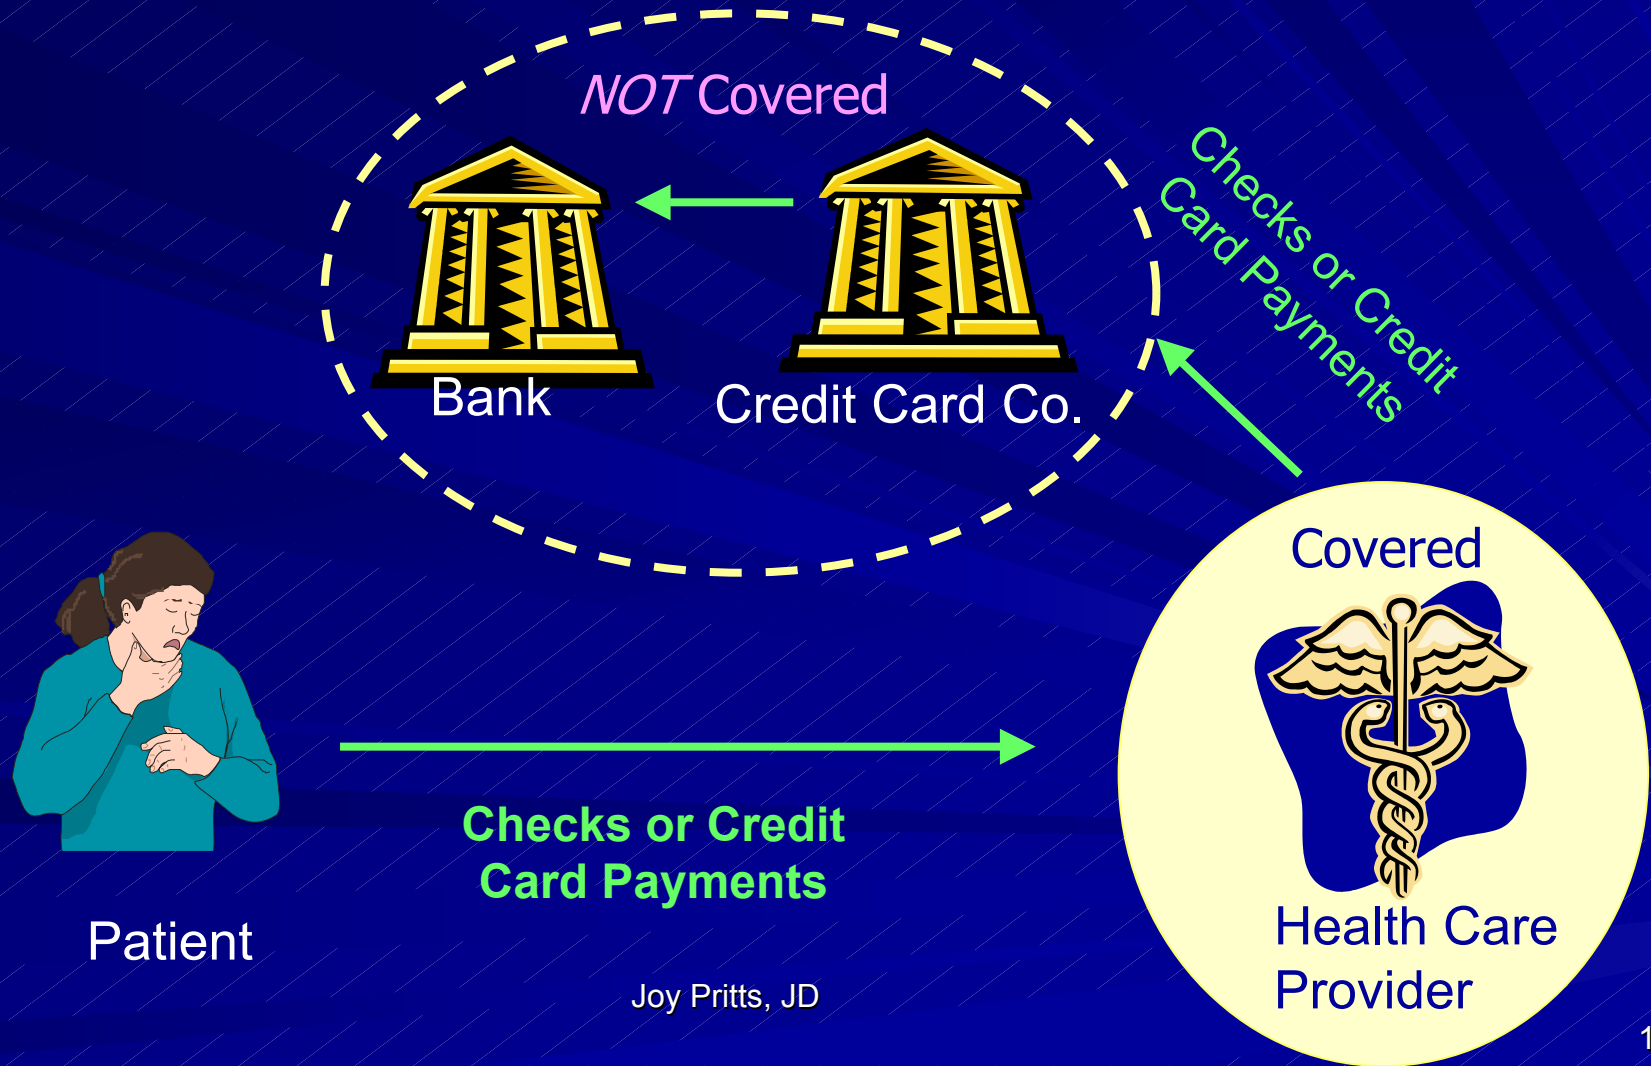 NOT Covered
Bank
Credit Card Co.
Checks or Credit
Card Payments
Covered
Health Care
Provider
Checks or Credit
Card Payments
Patient
Joy Pritts, JD
1